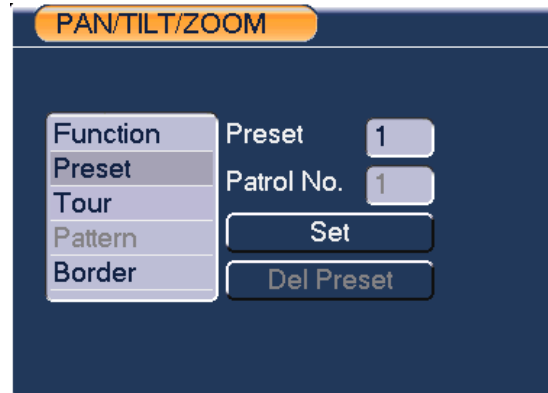 PAN/TILT/ZOOM
Function
Preset
Tour
Pattern
Border
Preset 1
Patrol No. 1
Set
Del Preset